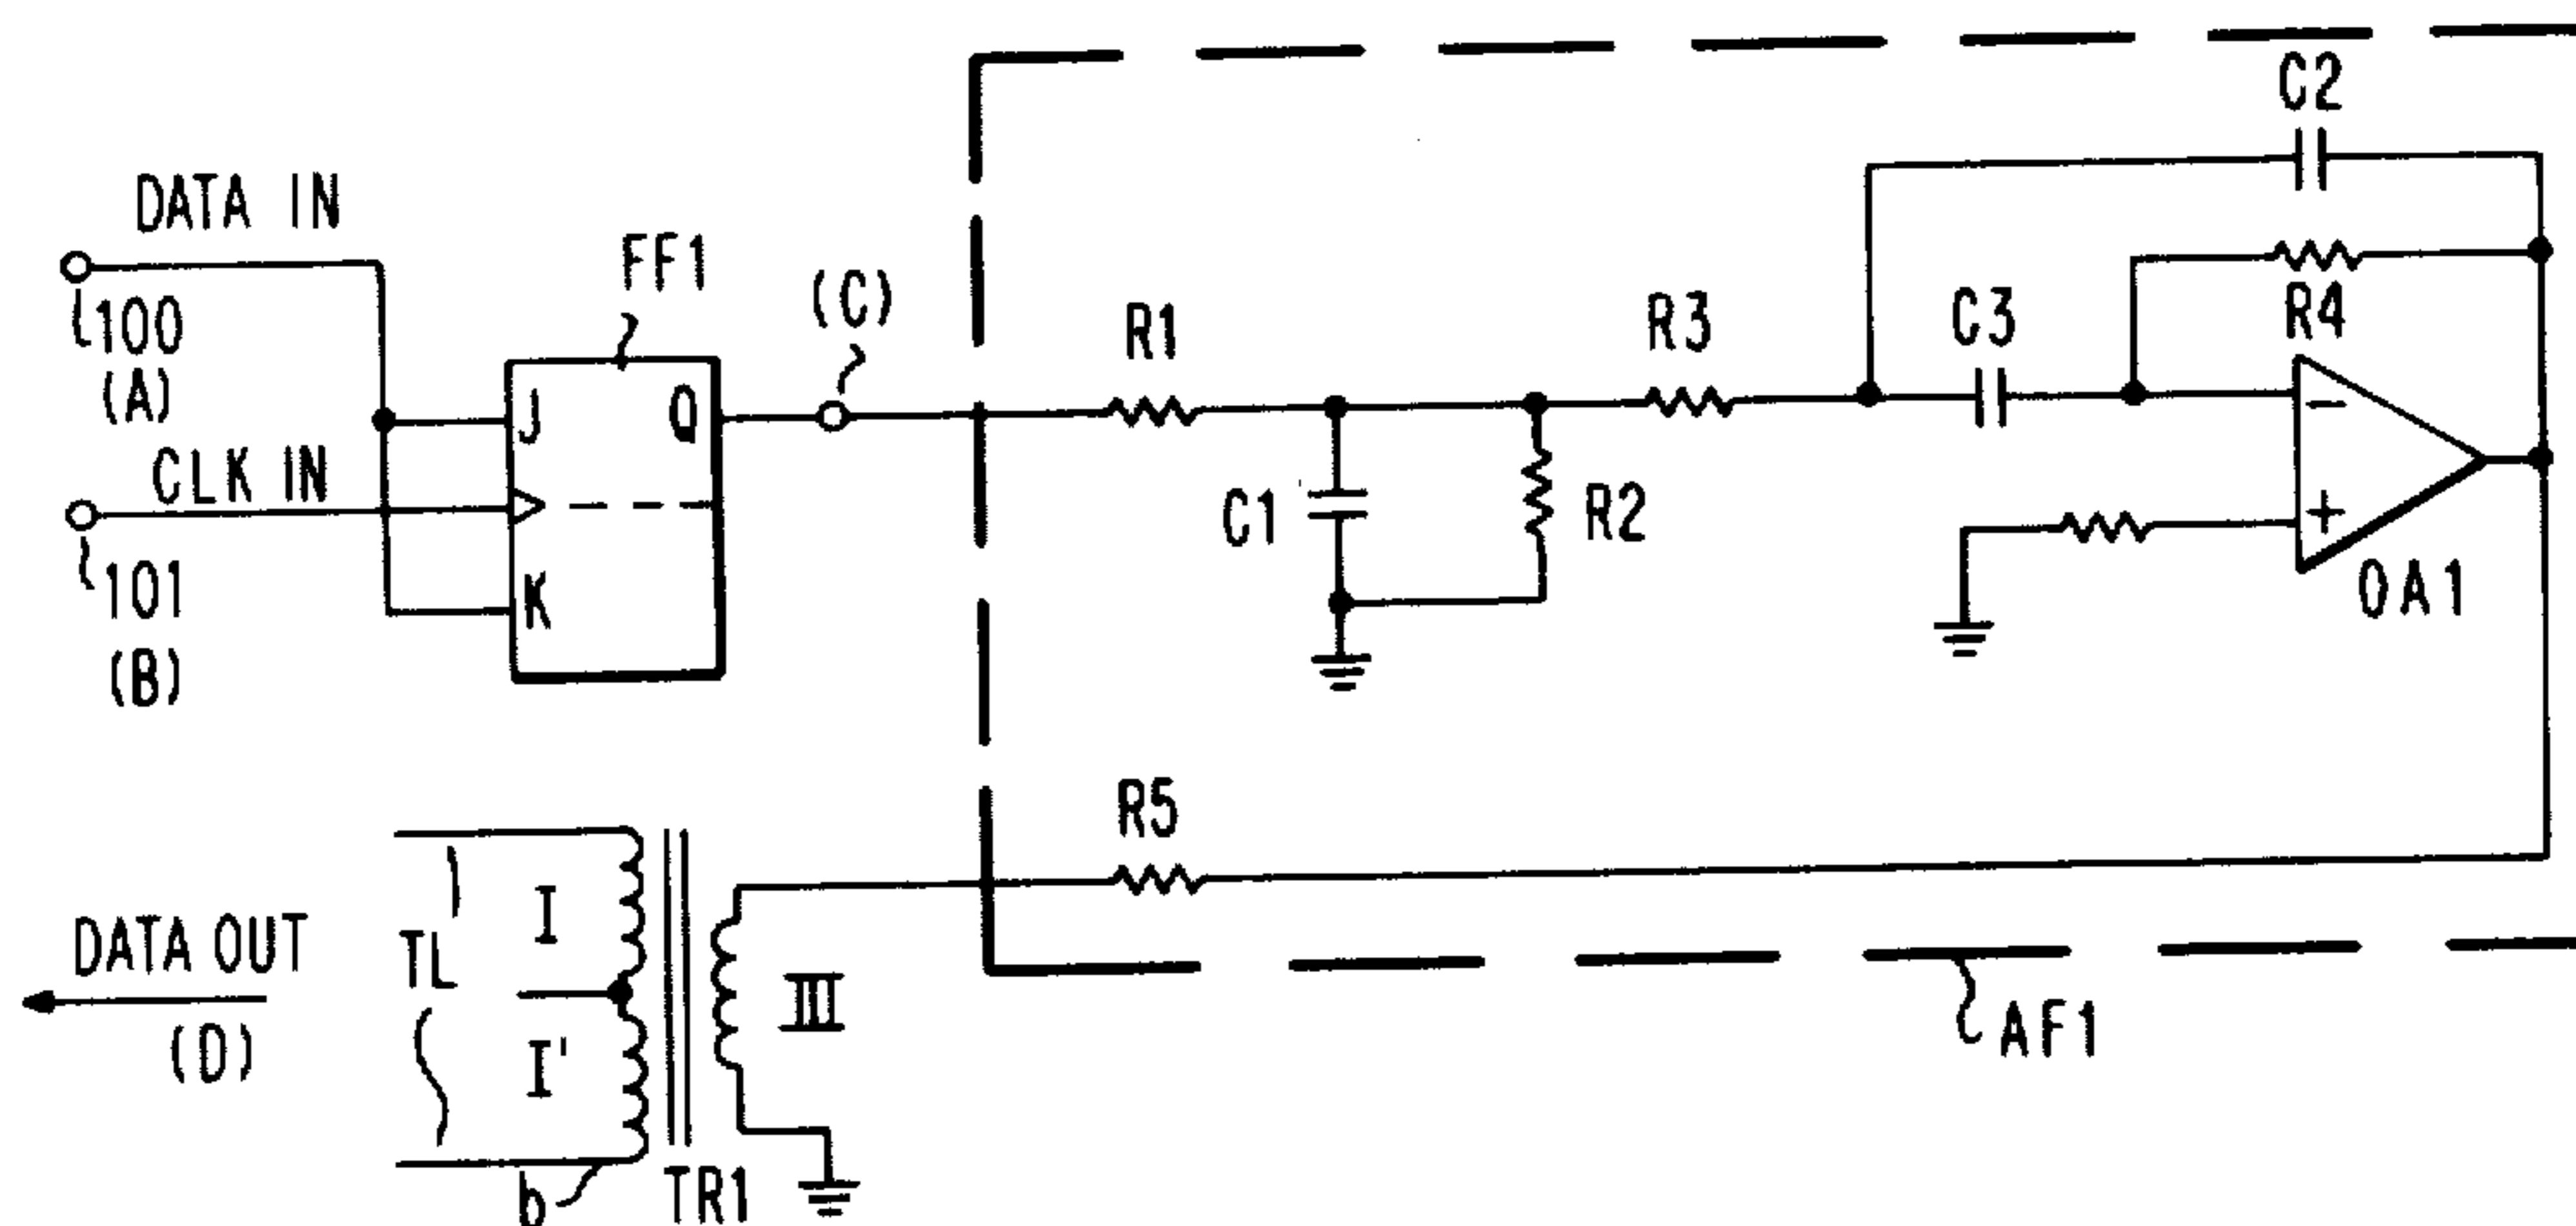 C2
DATA IN
FF1
(C)
R1
R3
C3
R4
100
(A)
J
Q
CLK IN
C1
R2
−
+
OA1
101
(B)
K
R5
DATA OUT
(D)
TL
I
I'
III
AF1
b
TR1